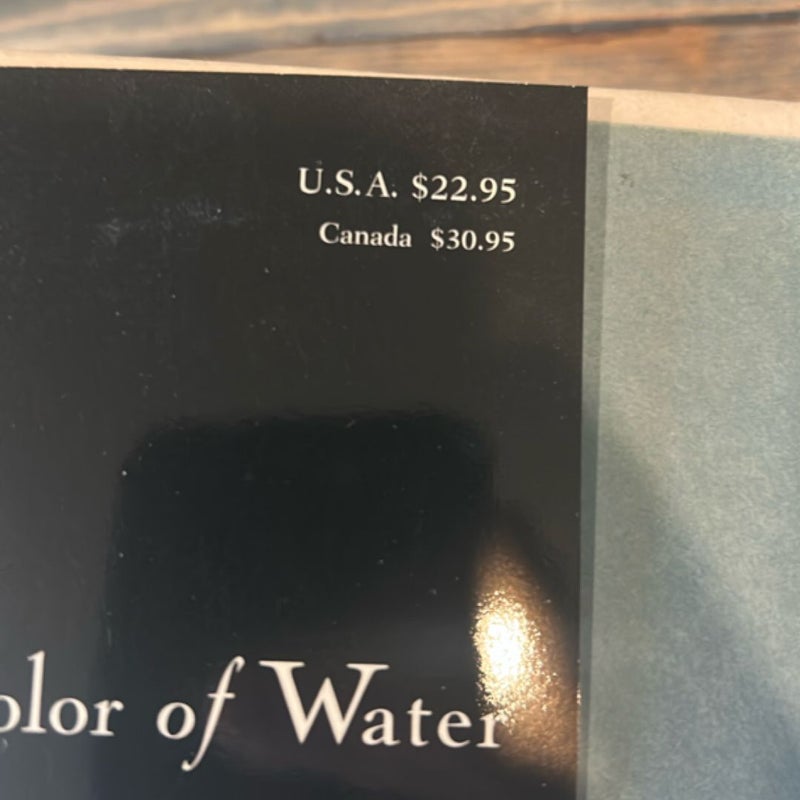 U.S.A. $22.95
Canada $30.95
olor of Water